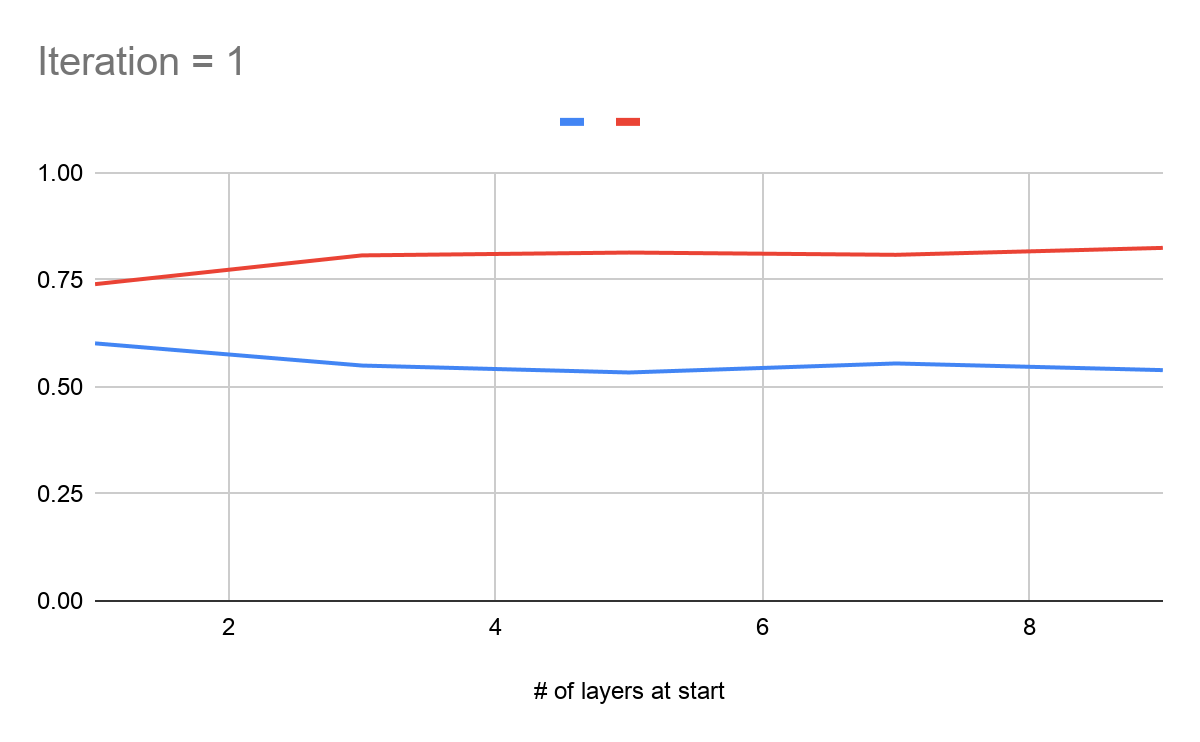 Iteration = 1
1.00
0.75
0.50
0.25
0.00
2 4 6 8
# of layers at start